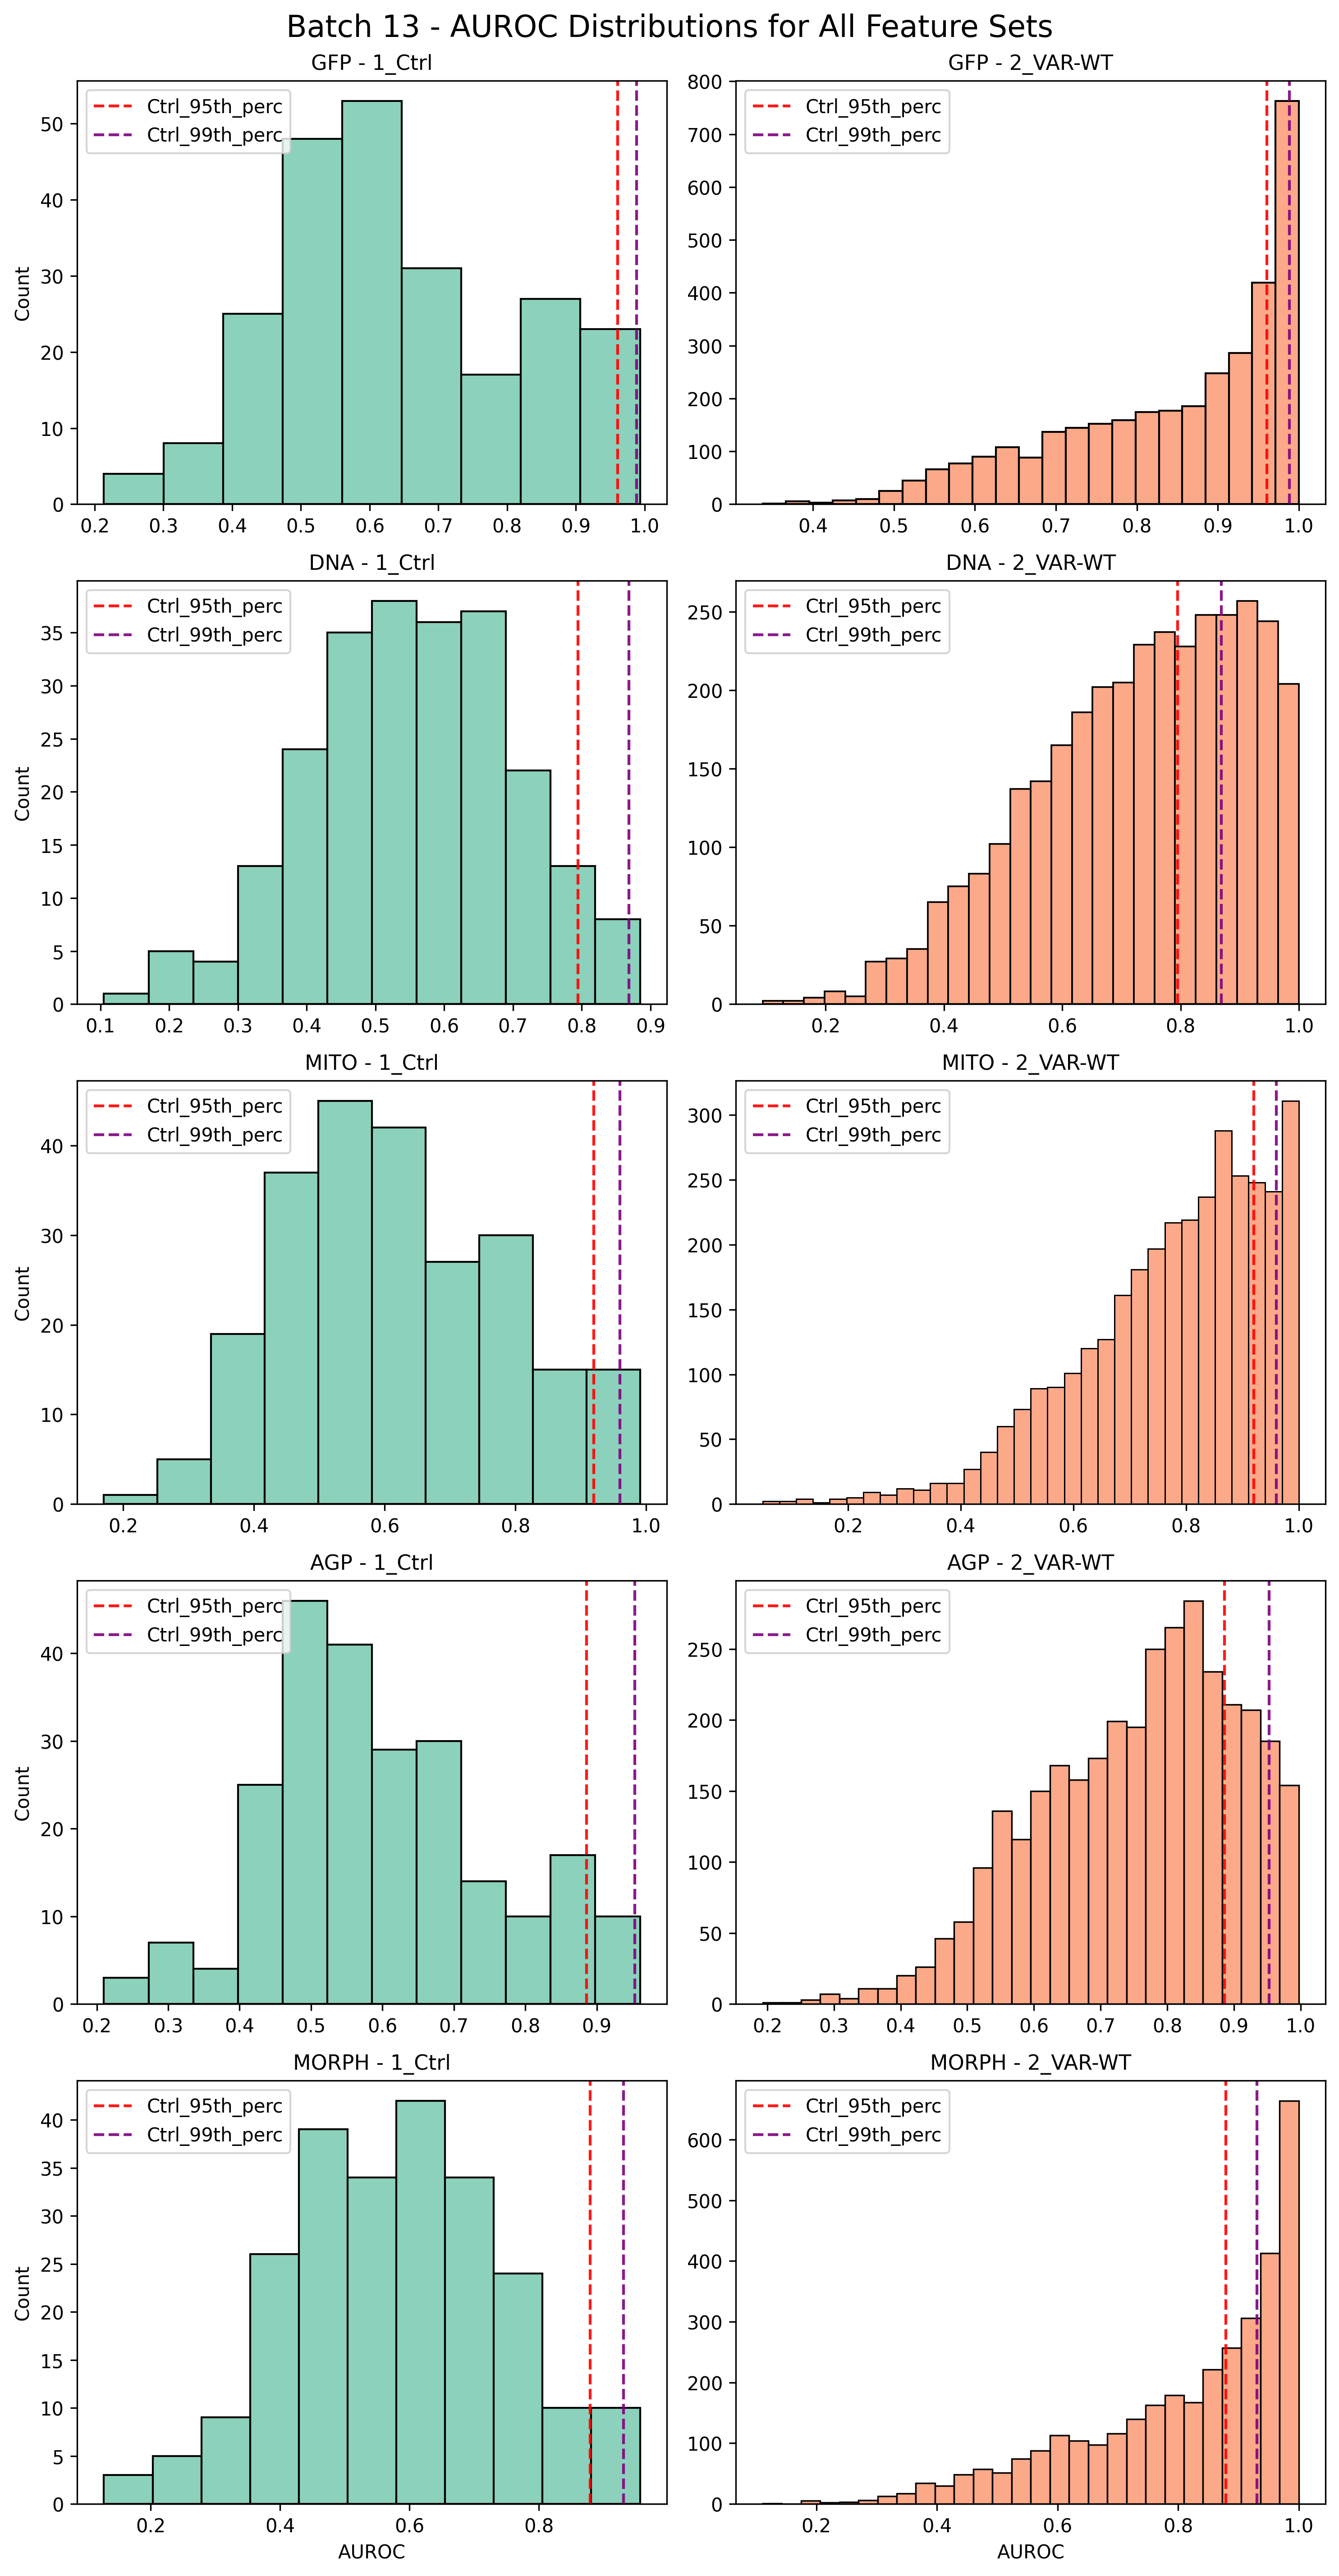 Batch 13 - AUROC Distributions for All Feature Sets
GFP - 1_Ctrl
Ctrl_95th_perc
Ctrl_99th_perc
Count
0
10
20
30
40
50
0.2 0.3 0.4 0.5 0.6 0.7 0.8 0.9 1.0
GFP - 2_VAR-WT
Ctrl_95th_perc
Ctrl_99th_perc
0
100
200
300
400
500
600
700
800
0.4 0.5 0.6 0.7 0.8 0.9 1.0
DNA - 1_Ctrl
Ctrl_95th_perc
Ctrl_99th_perc
Count
0
5
10
15
20
25
30
35
0.1 0.2 0.3 0.4 0.5 0.6 0.7 0.8 0.9
DNA - 2_VAR-WT
Ctrl_95th_perc
Ctrl_99th_perc
0
50
100
150
200
250
0.2 0.4 0.6 0.8 1.0
MITO - 1_Ctrl
Ctrl_95th_perc
Ctrl_99th_perc
Count
0
10
20
30
40
0.2 0.4 0.6 0.8 1.0
MITO - 2_VAR-WT
Ctrl_95th_perc
Ctrl_99th_perc
0
50
100
150
200
250
300
0.2 0.4 0.6 0.8 1.0
AGP - 1_Ctrl
Ctrl_95th_perc
Ctrl_99th_perc
Count
0
10
20
30
40
0.2 0.3 0.4 0.5 0.6 0.7 0.8 0.9
AGP - 2_VAR-WT
Ctrl_95th_perc
Ctrl_99th_perc
0
50
100
150
200
250
0.2 0.3 0.4 0.5 0.6 0.7 0.8 0.9 1.0
MORPH - 1_Ctrl
Ctrl_95th_perc
Ctrl_99th_perc
Count
0
5
10
15
20
25
30
35
40
0.2 0.4 0.6 0.8
AUROC
MORPH - 2_VAR-WT
Ctrl_95th_perc
Ctrl_99th_perc
0
100
200
300
400
500
600
0.2 0.4 0.6 0.8 1.0
AUROC